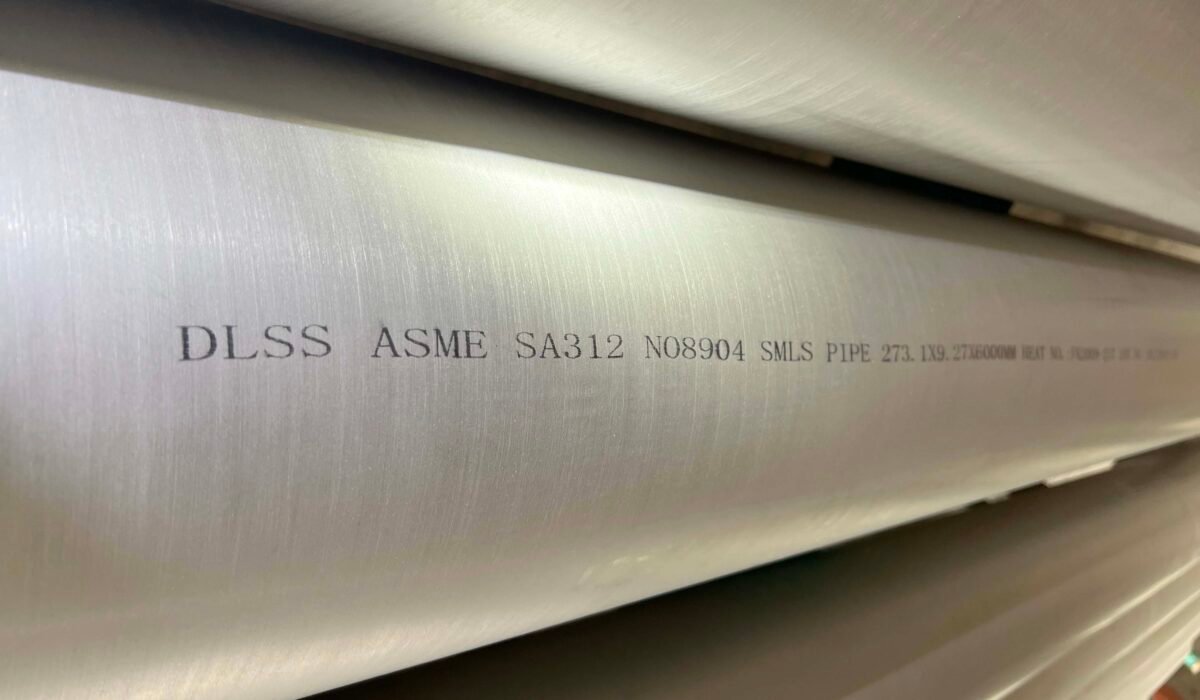 DLSS ASME SA312 N08904 SMLS PIPE 273.1X9.27X6000MM HEAT NO.: